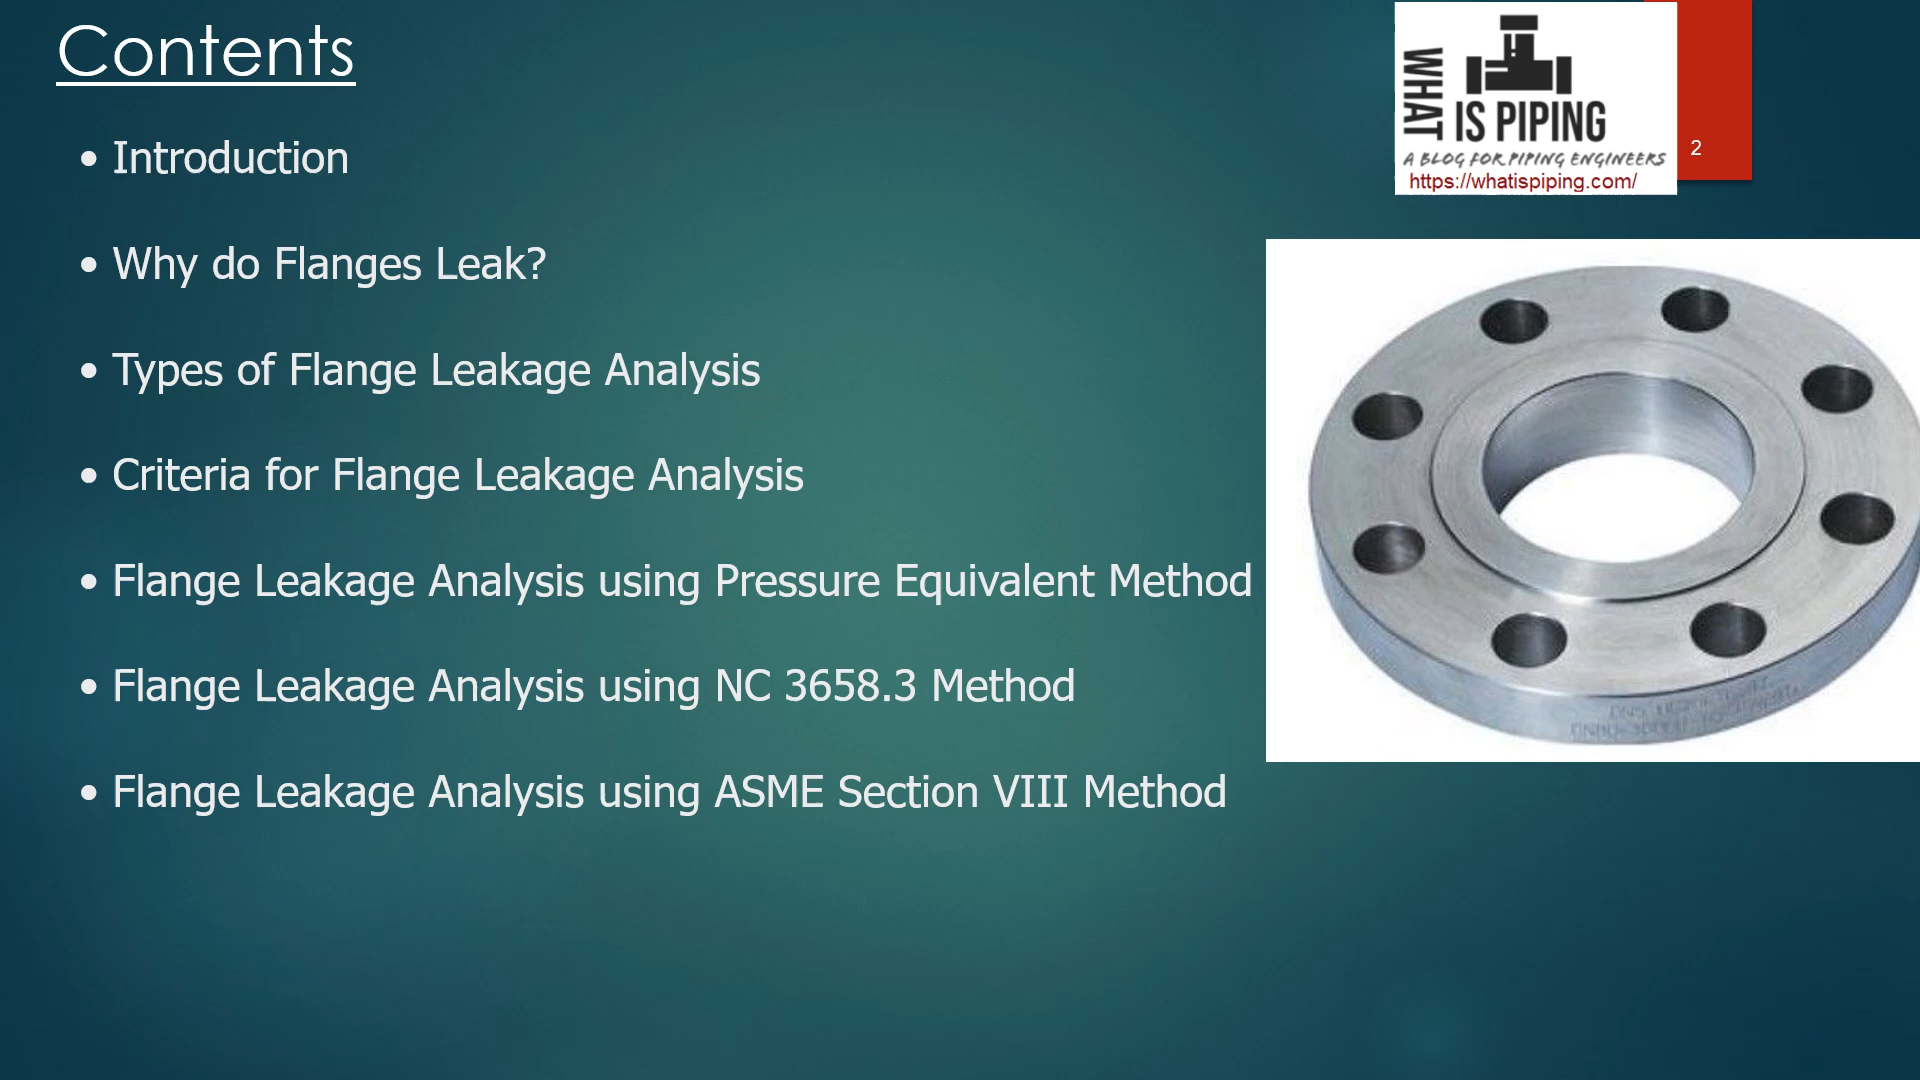 Contents
WHAT
IS PIPING
A BLOG FOR PIPING ENGINEERS
https://whatispiping.com/
2
• Introduction
• Why do Flanges Leak?
• Types of Flange Leakage Analysis
• Criteria for Flange Leakage Analysis
• Flange Leakage Analysis using Pressure Equivalent Method
• Flange Leakage Analysis using NC 3658.3 Method
• Flange Leakage Analysis using ASME Section VIII Method